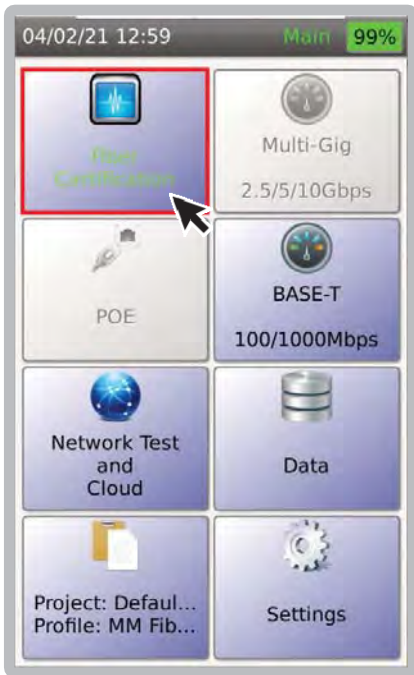 04/02/21 12:59 Main 99%
Fiber
Certification
Multi-Gig
2.5/5/10Gbps
POE
BASE-T
100/1000Mbps
Network Test
and
Cloud
Data
Project: Defaul...
Profile: MM Fib...
Settings